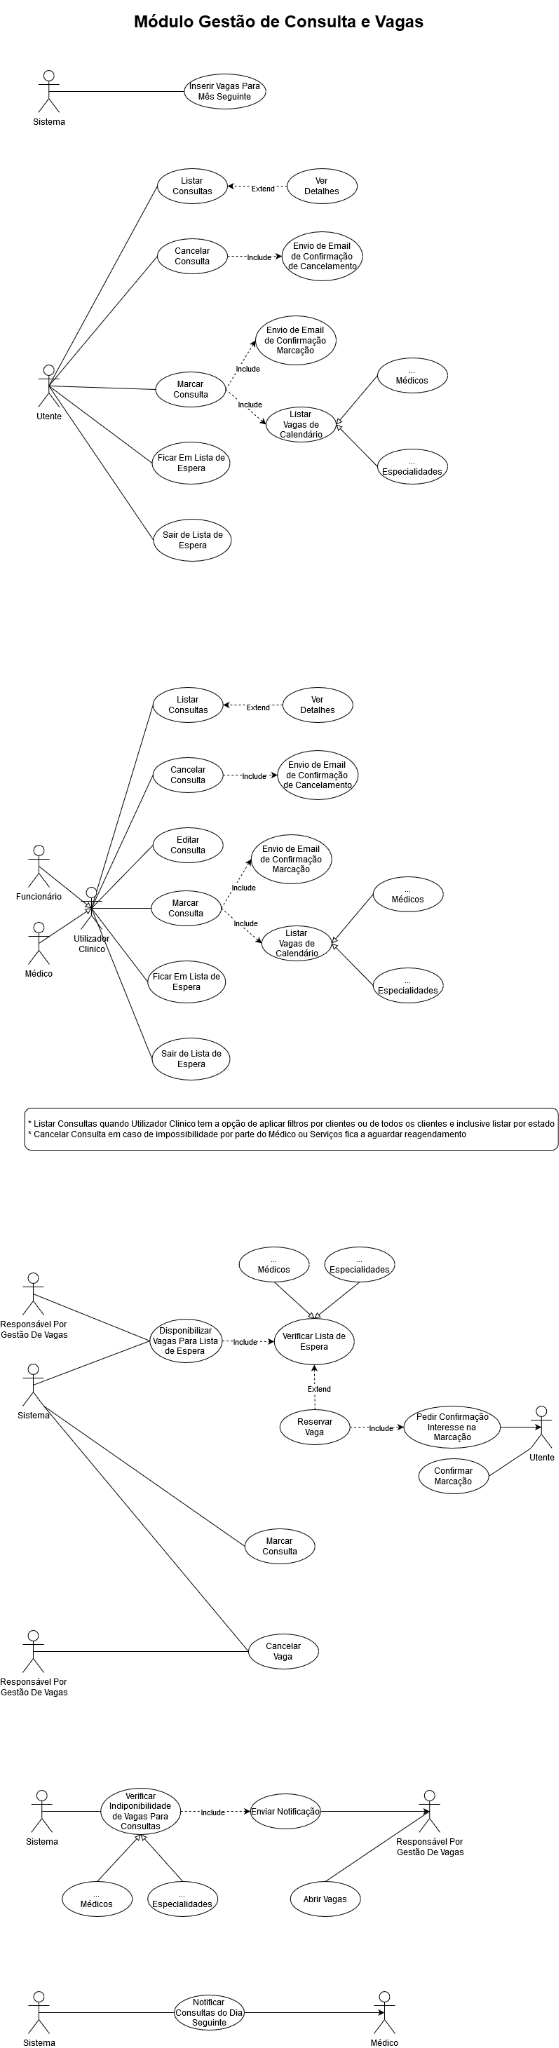 Módulo Gestão de Consulta e Vagas
Inserir Vagas Para
Mês Seguinte
Sistema
Listar
Consultas
Extend
Ver
Detalhes
Cancelar
Consulta
Include
Envio de Email
de Confirmação
de Cancelamento
Envio de Email
de Confirmação
Marcação
Include
Utente
Marcar
Consulta
Include
Listar
Vagas de
Calendário
...
Médicos
...
Especialidades
Ficar Em Lista de
Espera
Sair de Lista de
Espera
Listar
Consultas
Extend
Ver
Detalhes
Cancelar
Consulta
Include
Envio de Email
de Confirmação
de Cancelamento
Editar
Consulta
Envio de Email
de Confirmação
Marcação
Include
Funcionário
Utilizador
Clinico
Médico
Marcar
Consulta
Include
Listar
Vagas de
Calendário
...
Médicos
...
Especialidades
Ficar Em Lista de
Espera
Sair de Lista de
Espera
* Listar Consultas quando Utilizador Clinico tem a opção de aplicar filtros por clientes ou de todos os clientes e inclusive listar por estado
* Cancelar Consulta em caso de impossibilidade por parte do Médico ou Serviços fica a aguardar reagendamento
...
Médicos
...
Especialidades
Responsável Por
Gestão De Vagas
Disponibilizar
Vagas Para Lista
de Espera
Include
Verificar Lista de
Espera
Sistema
Extend
Reservar
Vaga
Include
Pedir Confirmação
Interesse na
Marcação
Utente
Confirmar
Marcação
Marcar
Consulta
Cancelar
Vaga
Responsável Por
Gestão De Vagas
Sistema
Verificar
Indiponibilidade
de Vagas Para
Consultas
Include
Enviar Notificação
Responsável Por
Gestão De Vagas
...
Médicos
...
Especialidades
Abrir Vagas
Sistema
Notificar
Consultas do Dia
Seguinte
Médico